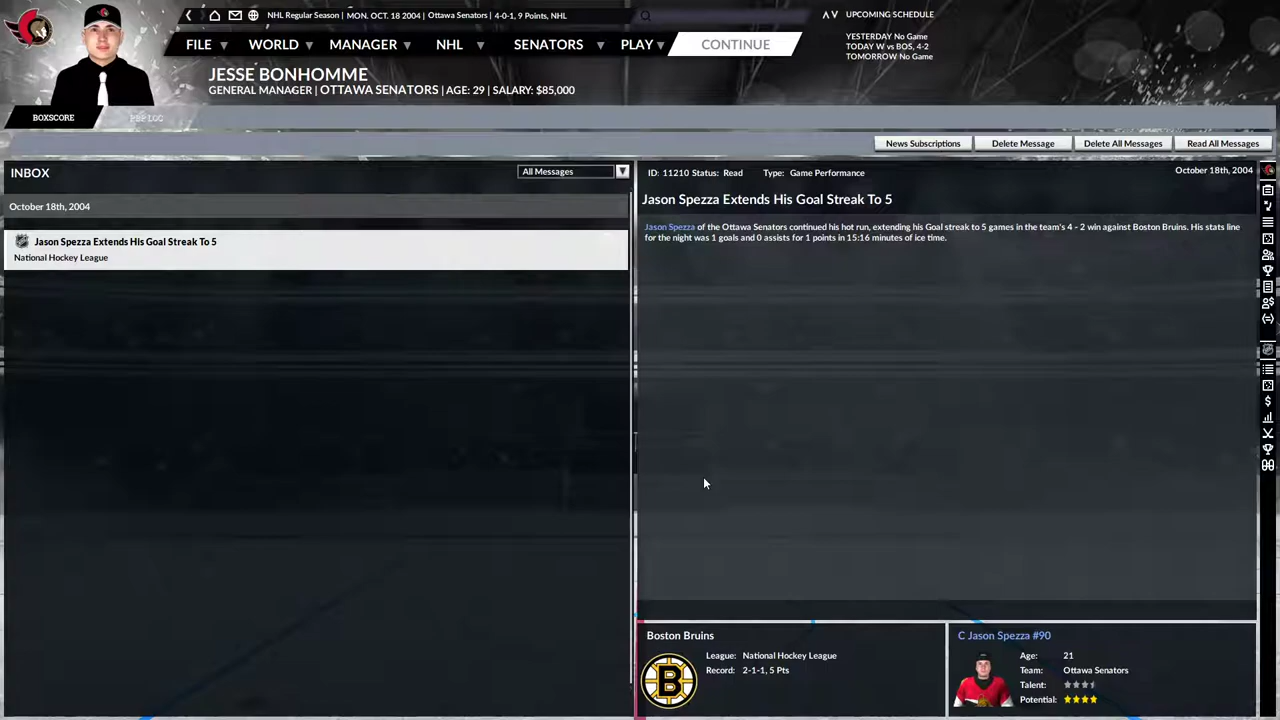 NHL Regular Season | MON. OCT. 18 2004 | Ottawa Senators | 4-0-1, 9 Points, NHL
UPCOMING SCHEDULE
YESTERDAY No Game
TODAY W vs BOS, 4-2
TOMORROW No Game
FILE
WORLD
MANAGER
NHL
SENATORS
PLAY
CONTINUE
JESSE BONHOMME
GENERAL MANAGER | OTTAWA SENATORS | AGE: 29 | SALARY: $85,000
BOXSCORE
PBP LOG
News Subscriptions
Delete Message
Delete All Messages
Read All Messages
INBOX
All Messages
October 18th, 2004
Jason Spezza Extends His Goal Streak To 5
National Hockey League
ID: 11210 Status: Read Type: Game Performance
October 18th, 2004
Jason Spezza Extends His Goal Streak To 5
Jason Spezza of the Ottawa Senators continued his hot run, extending his Goal streak to 5 games in the team's 4 - 2 win against Boston Bruins. His stats line
for the night was 1 goals and 0 assists for 1 points in 15:16 minutes of ice time.
Boston Bruins
League: National Hockey League
Record: 2-1-1, 5 Pts
B
C Jason Spezza #90
Age: 21
Team: Ottawa Senators
Talent:
Potential: